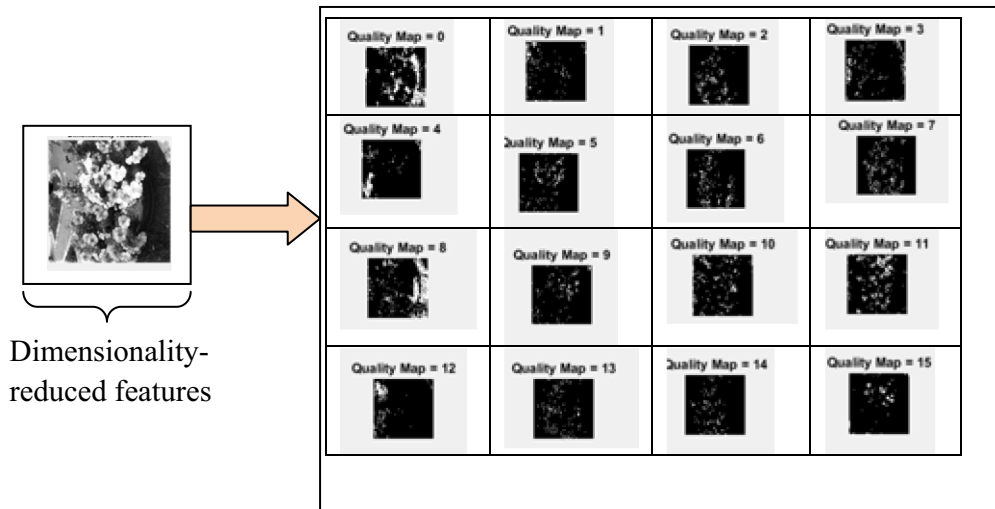 Quality Map = 0
Quality Map = 1
Quality Map = 2
Quality Map = 3
Quality Map = 4
Quality Map = 5
Quality Map = 6
Quality Map = 7
Quality Map = 8
Quality Map = 9
Quality Map = 10
Quality Map = 11
Quality Map = 12
Quality Map = 13
Quality Map = 14
Quality Map = 15
Dimensionality-
reduced features